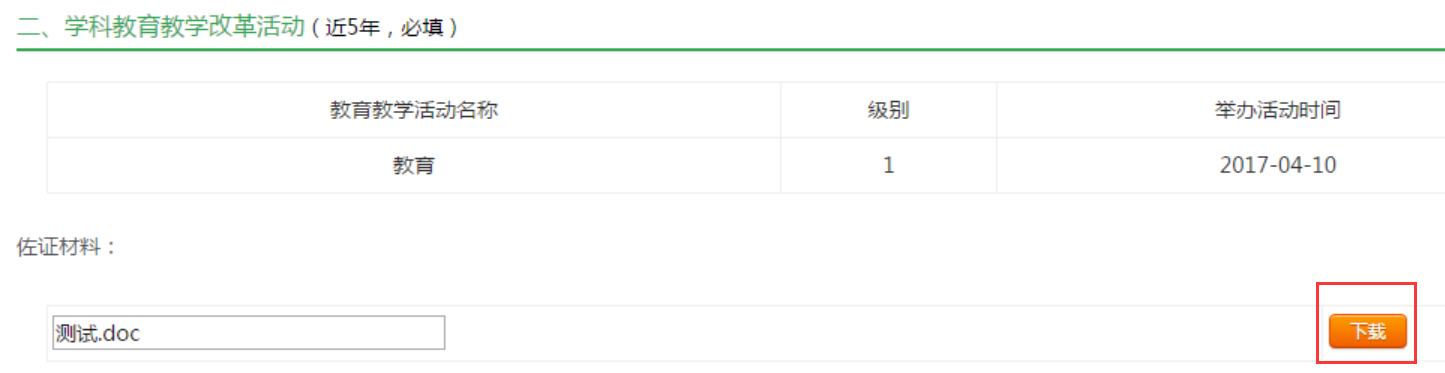 二、学科教育教学改革活动（近5年，必填）
教育教学活动名称 级别 举办活动时间
教育 1 2017-04-10
佐证材料：
测试.doc 下载